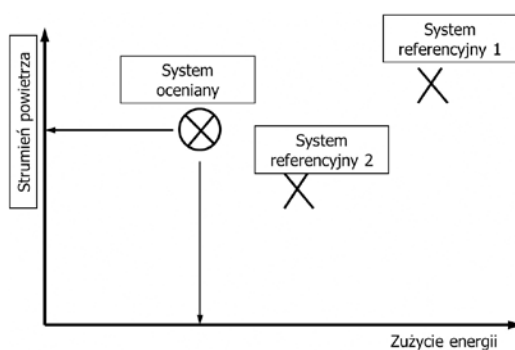 System
referencyjny 1
System
oceniany
System
referencyjny 2
Strumień powietrza
Zużycie energii